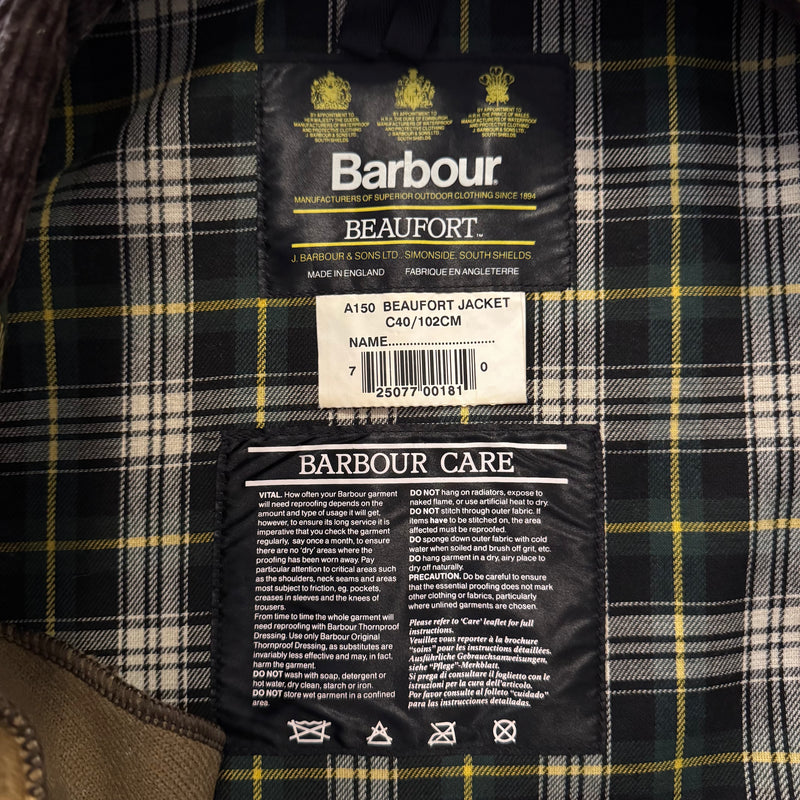 BY APPOINTMENT TO
HER MAJESTY THE QUEEN
MANUFACTURERS OF WATERPROOF
AND PROTECTIVE CLOTHING
J. BARBOUR & SONS LTD.
SOUTH SHIELDS
BY APPOINTMENT TO
H.R.H. THE DUKE OF EDINBURGH
MANUFACTURERS OF WATERPROOF
AND PROTECTIVE CLOTHING
J. BARBOUR & SONS LTD.
SOUTH SHIELDS
BY APPOINTMENT TO
H.R.H. THE PRINCE OF WALES
MANUFACTURERS OF WATERPROOF
AND PROTECTIVE CLOTHING
J. BARBOUR & SONS LTD.
SOUTH SHIELDS
Barbour
MANUFACTURERS OF SUPERIOR OUTDOOR CLOTHING SINCE 1894
BEAUFORT™
J. BARBOUR & SONS LTD., SIMONSIDE, SOUTH SHIELDS
MADE IN ENGLAND FABRIQUE EN ANGLETERRE
A150 BEAUFORT JACKET
C40/102CM
NAME..............................
7 25077 00181 0
BARBOUR CARE
VITAL. How often your Barbour garment
will need reproofing depends on the
amount and type of usage it will get,
however, to ensure its long service it is
imperative that you check the garment
regularly, say once a month, to ensure
there are no 'dry' areas where the
proofing has been worn away. Pay
particular attention to critical areas such
as the shoulders, neck seams and areas
most subject to friction, eg. pockets,
creases in sleeves and the knees of
trousers.
From time to time the whole garment will
need reproofing with Barbour Thornproof
Dressing. Use only Barbour Original
Thornproof Dressing, as substitutes are
invariably less effective and may, in fact,
harm the garment.
DO NOT wash with soap, detergent or
hot water, dry clean, starch or iron.
DO NOT store wet garment in a confined
area.
DO NOT hang on radiators, expose to
naked flame, or use artificial heat to dry.
DO NOT stitch through outer fabric. If
items have to be stitched on, the area
affected must be reproofed.
DO sponge down outer fabric with cold
water when soiled and brush off grit, etc.
DO hang garment in a dry, airy place to
dry off naturally.
PRECAUTION. Do be careful to ensure
that the essential proofing does not mark
other clothing or fabrics, particularly
where unlined garments are chosen.
Please refer to 'Care' leaflet for full
instructions.
Veuillez vous reporter à la brochure
"soins" pour les instructions détaillées.
Ausführliche Gebrauchsanweisungen,
siehe "Pflege"-Merkblatt.
Si prega di consultare il foglietto con le
istruzioni per la cura dell'articolo.
Por favor consulte al folleto "cuidado"
para las instrucciones detalladas.